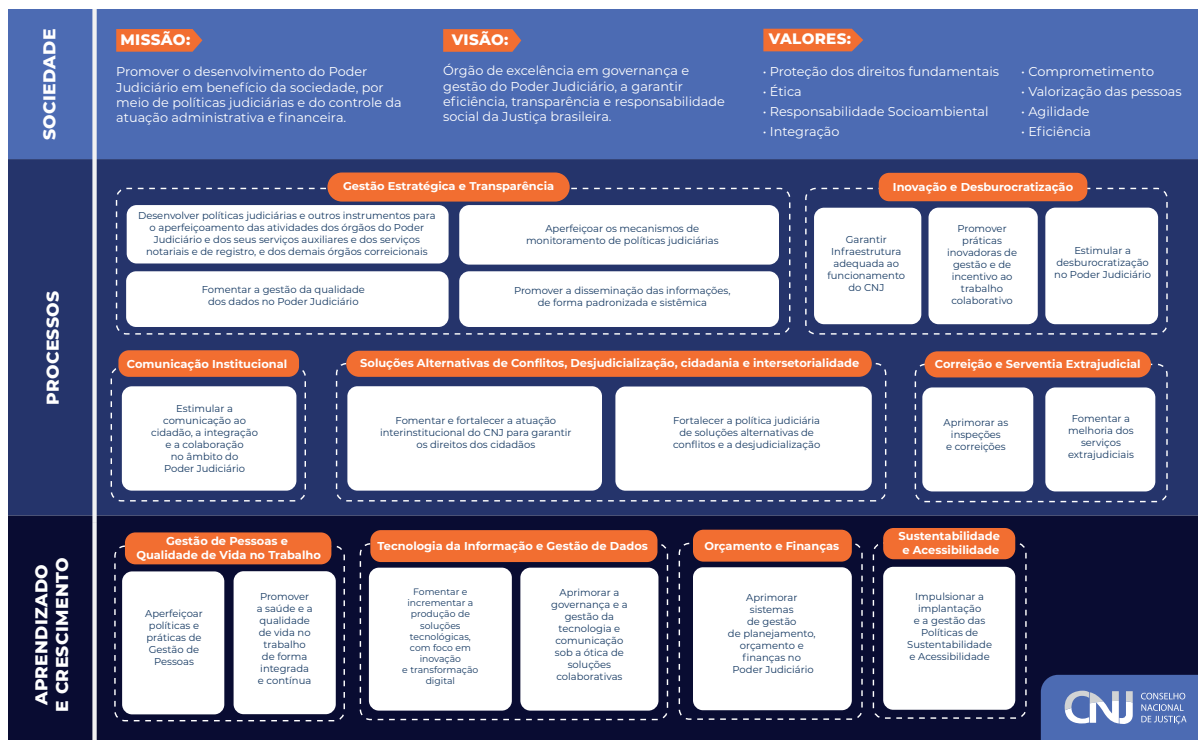 SOCIEDADE
MISSÃO:
Promover o desenvolvimento do Poder
Judiciário em benefício da sociedade, por
meio de políticas judiciárias e do controle da
atuação administrativa e financeira.
VISÃO:
Órgão de excelência em governança e
gestão do Poder Judiciário, a garantir
eficiência, transparência e responsabilidade
social da Justiça brasileira.
VALORES:
• Proteção dos direitos fundamentais
• Ética
• Responsabilidade Socioambiental
• Integração
• Comprometimento
• Valorização das pessoas
• Agilidade
• Eficiência
PROCESSOS
Gestão Estratégica e Transparência
Desenvolver políticas judiciárias e outros instrumentos para
o aperfeiçoamento das atividades dos órgãos do Poder
Judiciário e dos seus serviços auxiliares e dos serviços
notariais e de registro, e dos demais órgãos correicionais
Aperfeiçoar os mecanismos de
monitoramento de políticas judiciárias
Fomentar a gestão da qualidade
dos dados no Poder Judiciário
Promover a disseminação das informações,
de forma padronizada e sistêmica
Inovação e Desburocratização
Garantir
Infraestrutura
adequada ao
funcionamento
do CNJ
Promover
práticas
inovadoras de
gestão e de
incentivo ao
trabalho
colaborativo
Estimular a
desburocratização
no Poder Judiciário
Comunicação Institucional
Estimular a
comunicação ao
cidadão, a integração
e a colaboração
no âmbito do
Poder Judiciário
Soluções Alternativas de Conflitos, Desjudicialização, cidadania e intersetorialidade
Fomentar e fortalecer a atuação
interinstitucional do CNJ para garantir
os direitos dos cidadãos
Fortalecer a política judiciária
de soluções alternativas de
conflitos e a desjudicialização
Correição e Serventia Extrajudicial
Aprimorar as
inspeções
e correições
Fomentar a
melhoria dos
serviços
extrajudiciais
APRENDIZADO
E CRESCIMENTO
Gestão de Pessoas e
Qualidade de Vida no Trabalho
Aperfeiçoar
políticas e
práticas de
Gestão de
Pessoas
Promover
a saúde e a
qualidade
de vida no
trabalho
de forma
integrada
e contínua
Tecnologia da Informação e Gestão de Dados
Fomentar e
incrementar a
produção de
soluções
tecnológicas,
com foco em
inovação
e transformação
digital
Aprimorar a
governança e a
gestão da
tecnologia e
comunicação
sob a ótica de
soluções
colaborativas
Orçamento e Finanças
Aprimorar
sistemas
de gestão
de planejamento,
orçamento e
finanças no
Poder Judiciário
Sustentabilidade
e Acessibilidade
Impulsionar a
implantação
e a gestão das
Políticas de
Sustentabilidade
e Acessibilidade
CNJ
CONSELHO
NACIONAL
DE JUSTIÇA